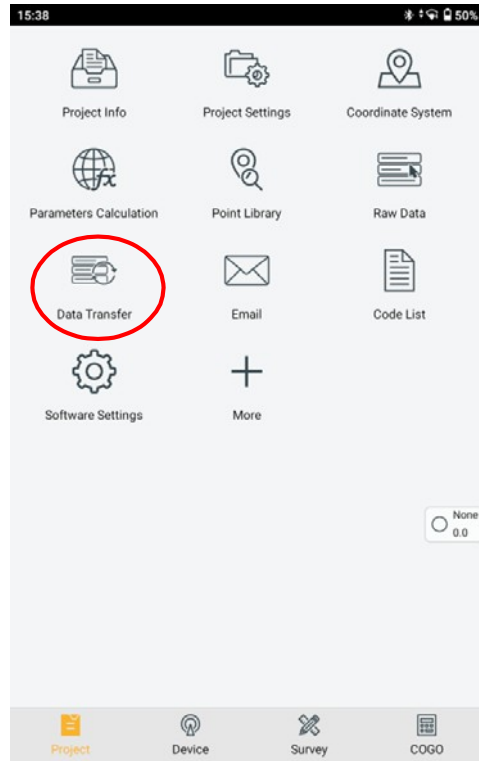 15:38
50%
Project Info
Project Settings
Coordinate System
fx
Parameters Calculation
Point Library
Raw Data
Data Transfer
Email
Code List
Software Settings
More
None
0.0
Project
Device
Survey
COGO